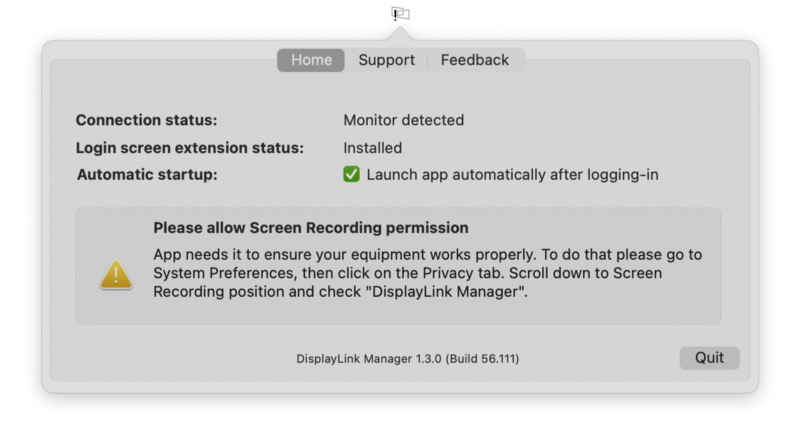 Home Support Feedback
Connection status: Monitor detected
Login screen extension status: Installed
Automatic startup: Launch app automatically after logging-in
Please allow Screen Recording permission
App needs it to ensure your equipment works properly. To do that please go to
System Preferences, then click on the Privacy tab. Scroll down to Screen
Recording position and check "DisplayLink Manager".
DisplayLink Manager 1.3.0 (Build 56.111)
Quit